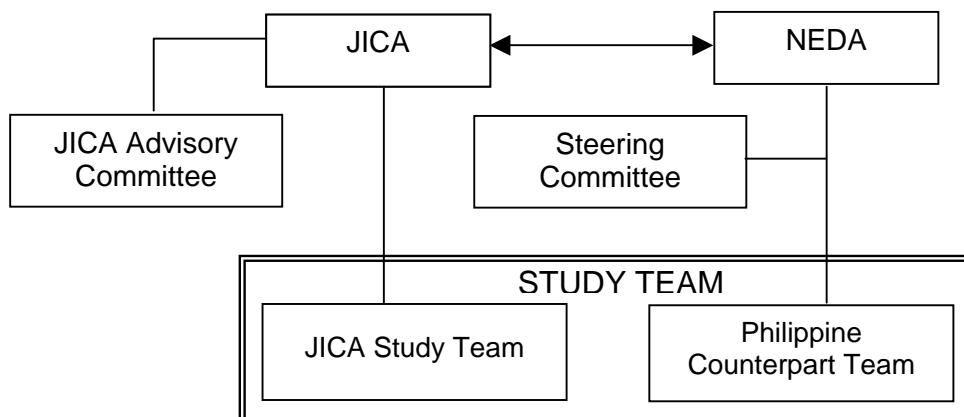 JICA
NEDA
JICA Advisory
Committee
Steering
Committee
STUDY TEAM
JICA Study Team
Philippine
Counterpart Team